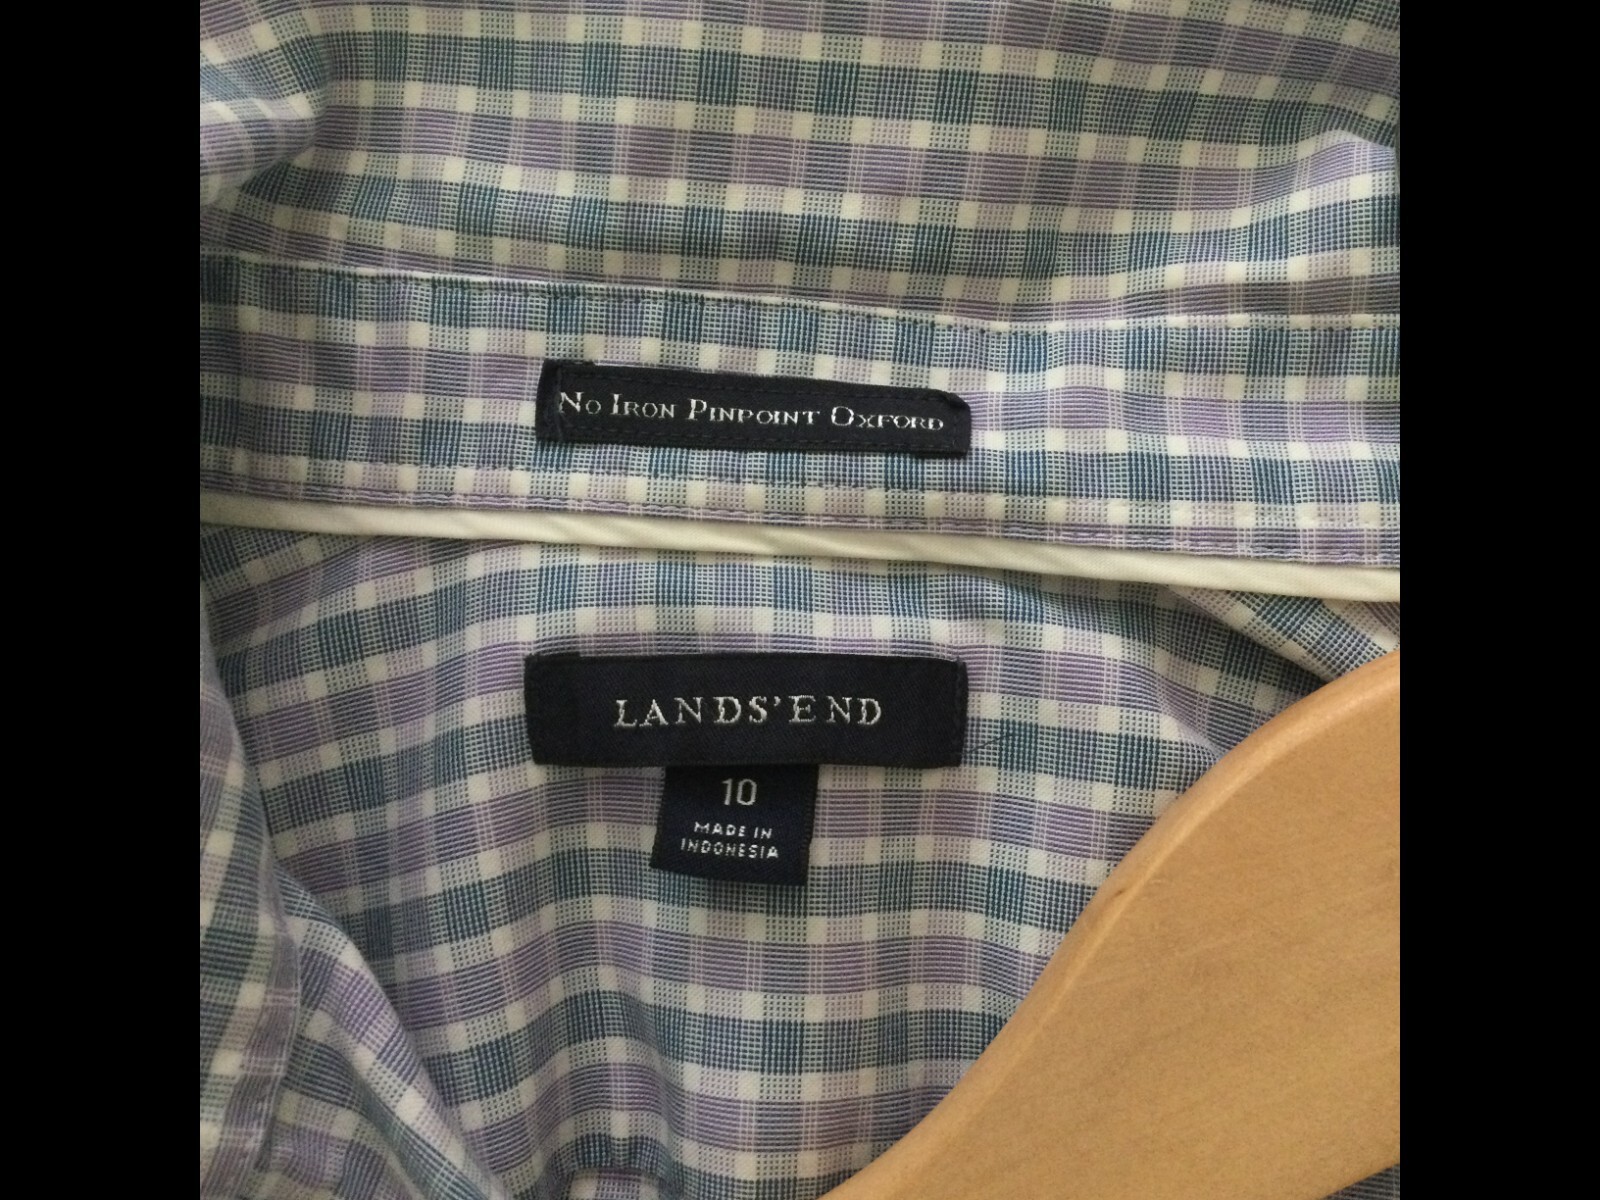 No Iron Pinpoint Oxford
LANDS' END
10
MADE IN
INDONESIA